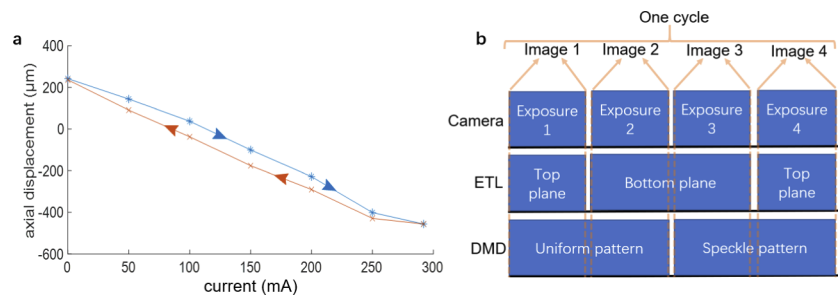 a
400
200
0
-200
-400
-600
axial displacement (μm)
0
50
100
150
200
250
300
current (mA)
b
One cycle
Image 1 Image 2 Image 3 Image 4
Camera
Exposure
1
Exposure
2
Exposure
3
Exposure
4
ETL
Top
plane
Bottom plane
Top
plane
DMD
Uniform pattern
Speckle pattern